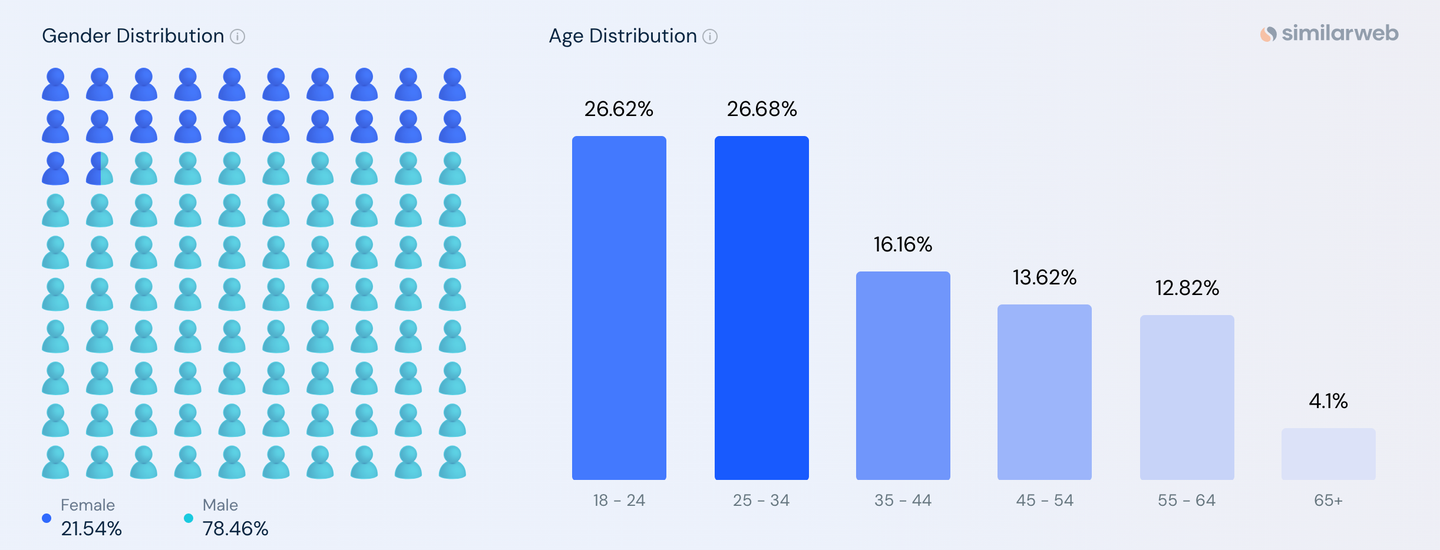 Gender Distribution
Female
21.54%
Male
78.46%
Age Distribution
similarweb
26.62%
26.68%
16.16%
13.62%
12.82%
4.1%
18 - 24
25 - 34
35 - 44
45 - 54
55 - 64
65+